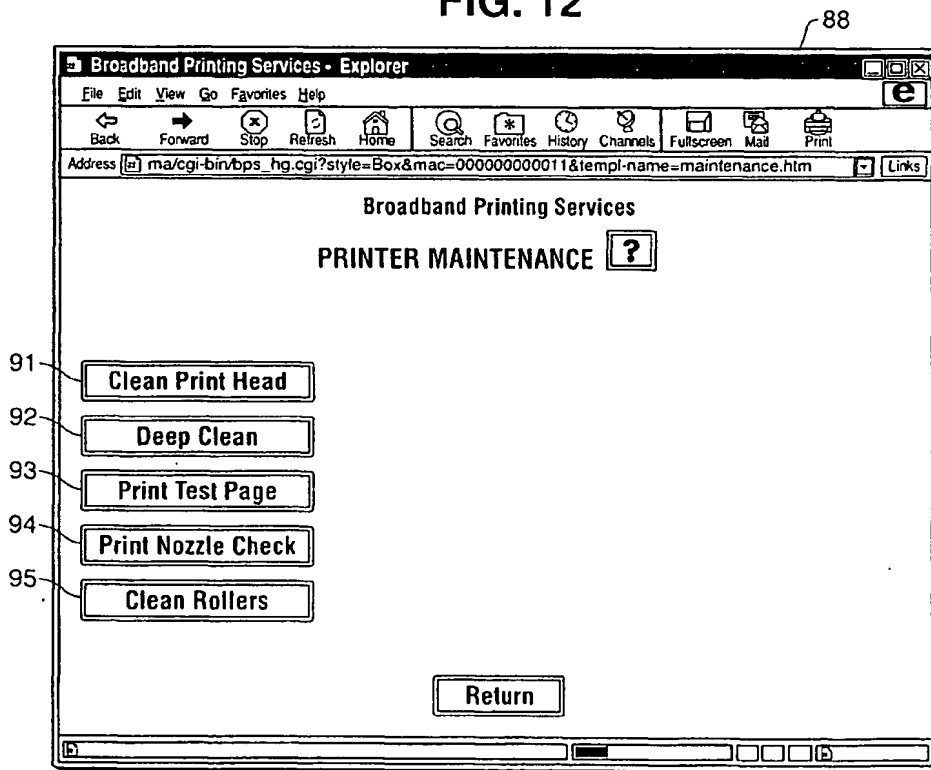 FIG. 12
88
Broadband Printing Services - Explorer
File Edit View Go Favorites Help
Back Forward Stop Refresh Home Search Favorites History Channels Fullscreen Mail Print
Address ma/cgi-bin/bps_hg.cgi?style=Box&mac=000000000011&templ-name=maintenance.htm Links
Broadband Printing Services
PRINTER MAINTENANCE ?
91 Clean Print Head
92 Deep Clean
93 Print Test Page
94 Print Nozzle Check
95 Clean Rollers
Return